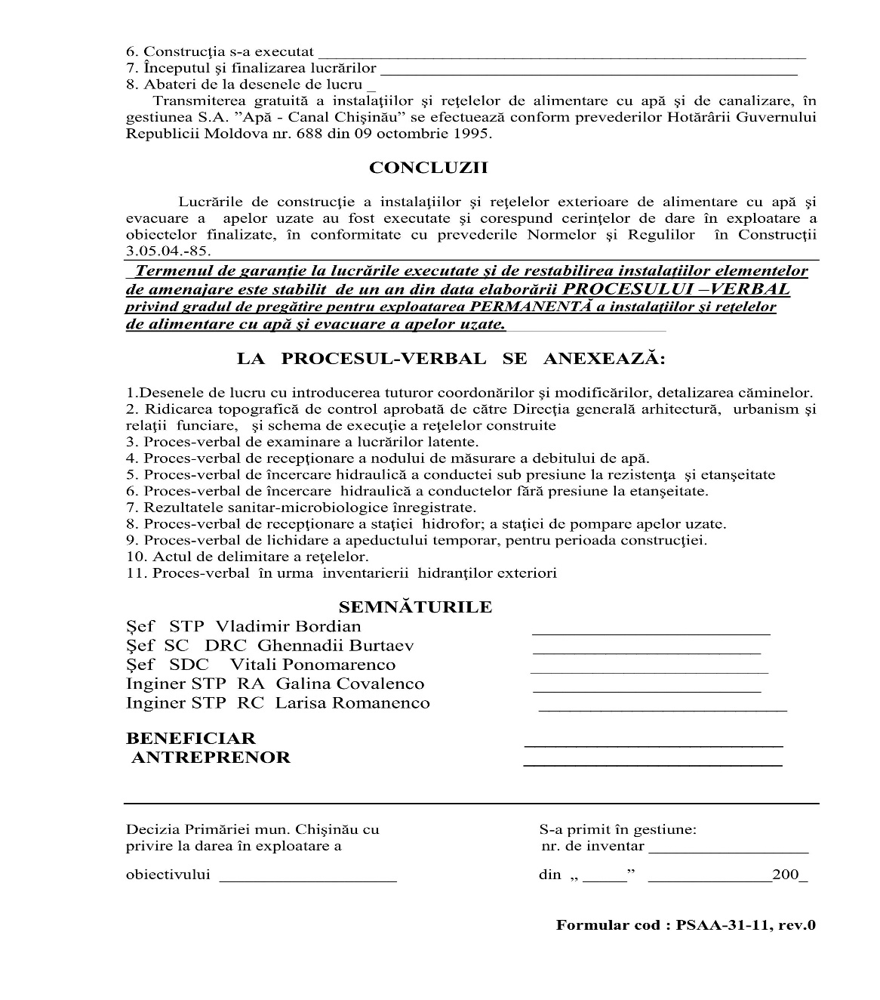 6. Construcţia s-a executat ______________________________
7. Începutul şi finalizarea lucrărilor ______________________________
8. Abateri de la desenele de lucru _
Transmiterea gratuită a instalaţiilor şi reţelelor de alimentare cu apă şi de canalizare, în
gestiunea S.A. ”Apă - Canal Chişinău” se efectuează conform prevederilor Hotărârii Guvernului
Republicii Moldova nr. 688 din 09 octombrie 1995.
CONCLUZII
Lucrările de construcţie a instalaţiilor şi reţelelor exterioare de alimentare cu apă şi
evacuare a apelor uzate au fost executate şi corespund cerinţelor de dare în exploatare a
obiectelor finalizate, în conformitate cu prevederile Normelor şi Regulilor în Construcţii
3.05.04.-85.
_Termenul de garanţie la lucrările executate şi de restabilirea instalaţiilor elementelor
de amenajare este stabilit de un an din data elaborării PROCESULUI –VERBAL
privind gradul de pregătire pentru exploatarea PERMANENTĂ a instalaţiilor şi reţelelor
de alimentare cu apă şi evacuare a apelor uzate.____________________
LA PROCESUL-VERBAL SE ANEXEAZĂ:
1.Desenele de lucru cu introducerea tuturor coordonărilor şi modificărilor, detalizarea căminelor.
2. Ridicarea topografică de control aprobată de către Direcţia generală arhitectură, urbanism şi
relaţii funciare, şi schema de execuţie a reţelelor construite
3. Proces-verbal de examinare a lucrărilor latente.
4. Proces-verbal de recepţionare a nodului de măsurare a debitului de apă.
5. Proces-verbal de încercare hidraulică a conductei sub presiune la rezistenţa şi etanşeitate
6. Proces-verbal de încercare hidraulică a conductelor fără presiune la etanşeitate.
7. Rezultatele sanitar-microbiologice înregistrate.
8. Proces-verbal de recepţionare a staţiei hidrofor; a staţiei de pompare apelor uzate.
9. Proces-verbal de lichidare a apeductului temporar, pentru perioada construcţiei.
10. Actul de delimitare a reţelelor.
11. Proces-verbal în urma inventarierii hidranţilor exteriori
SEMNĂTURILE
Şef STP Vladimir Bordian ____________________
Şef SC DRC Ghennadii Burtaev ____________________
Şef SDC Vitali Ponomarenco ____________________
Inginer STP RA Galina Covalenco ____________________
Inginer STP RC Larisa Romanenco ____________________
BENEFICIAR ____________________
ANTREPRENOR ____________________
Decizia Primăriei mun. Chişinău cu
privire la darea în exploatare a
obiectivului ____________________
S-a primit în gestiune:
nr. de inventar ____________________
din „ _____” _______________200_
Formular cod : PSAA-31-11, rev.0